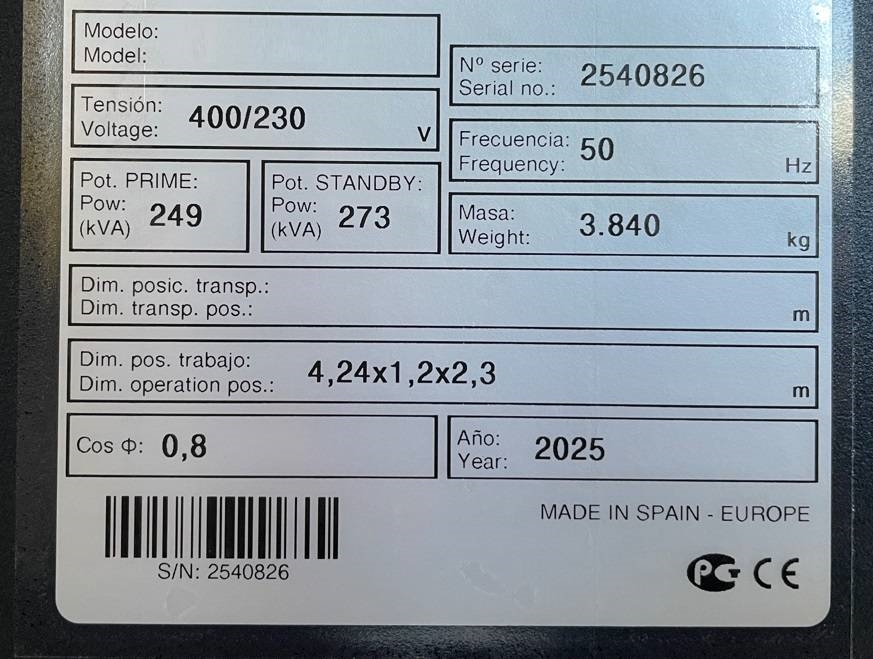 Modelo:
Model:
Nº serie:
Serial no.: 2540826
Tensión:
Voltage: 400/230 V
Frecuencia:
Frequency: 50 Hz
Pot. PRIME:
Pow:
(kVA) 249
Pot. STANDBY:
Pow:
(kVA) 273
Masa:
Weight: 3.840 kg
Dim. posic. transp.:
Dim. transp. pos.: m
Dim. pos. trabajo:
Dim. operation pos.: 4,24x1,2x2,3 m
Cos Φ: 0,8
Año:
Year: 2025
MADE IN SPAIN - EUROPE
S/N: 2540826
PG CE